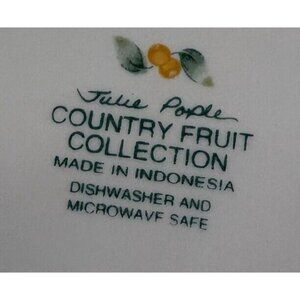 Julie Pople
COUNTRY FRUIT
COLLECTION
MADE IN INDONESIA
DISHWASHER AND
MICROWAVE SAFE